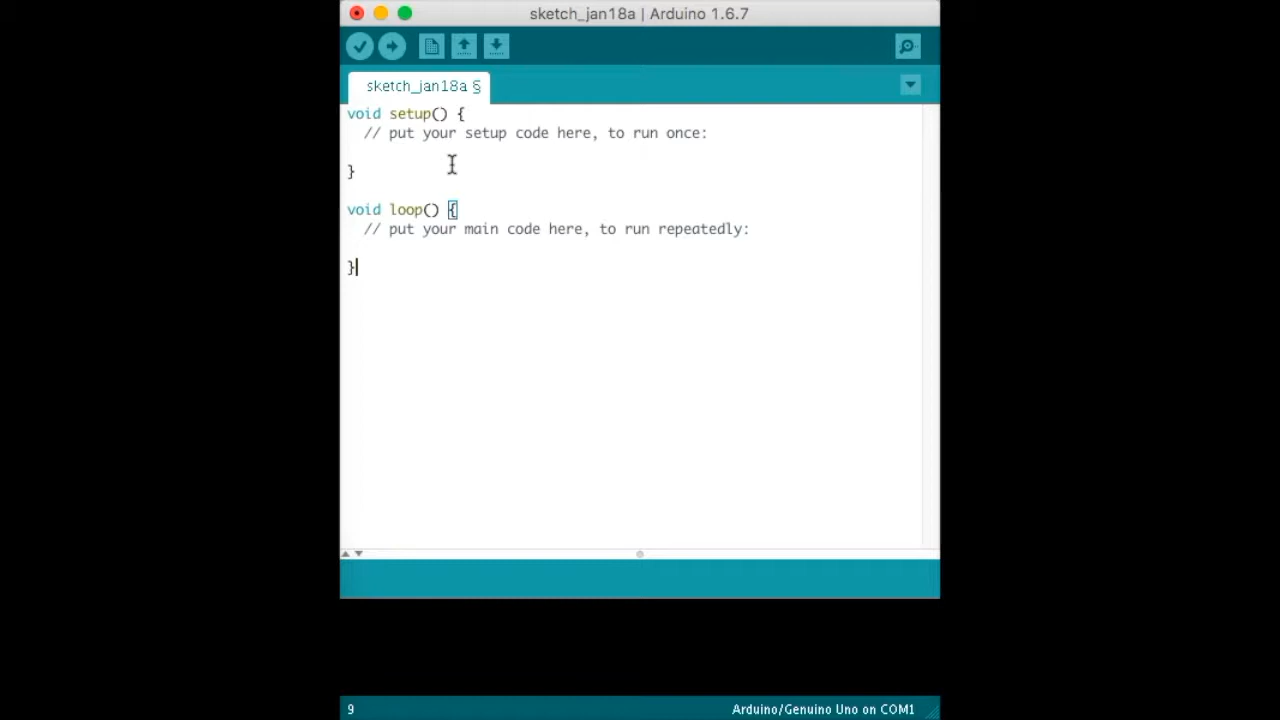 sketch_jan18a | Arduino 1.6.7
sketch_jan18a §
void setup() {
  // put your setup code here, to run once:
}
void loop() {
  // put your main code here, to run repeatedly:
}
9
Arduino/Genuino Uno on COM1